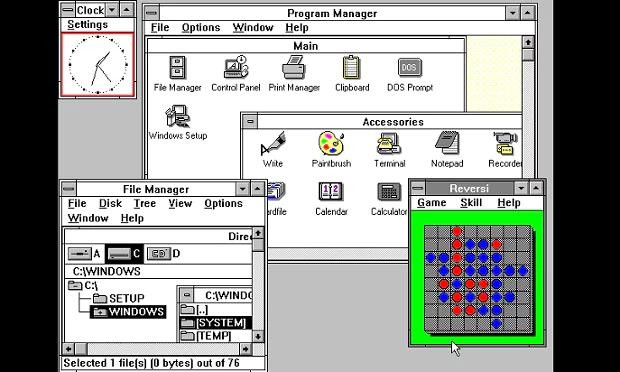 Clock
Settings
Program Manager
File Options Window Help
Main
File Manager Control Panel Print Manager Clipboard DOS Prompt
DOS
Windows Setup
Accessories
Write Paintbrush Terminal Notepad Recorder
rdfile Calendar Calculator
File Manager
File Disk Tree View Options
Window Help
Direc
A C D
C:\WINDOWS
C:\
SETUP
WINDOWS
C:\WIND
[..]
[SYSTEM]
[TEMP]
Selected 1 file(s) (0 bytes) out of 76
Reversi
Game Skill Help